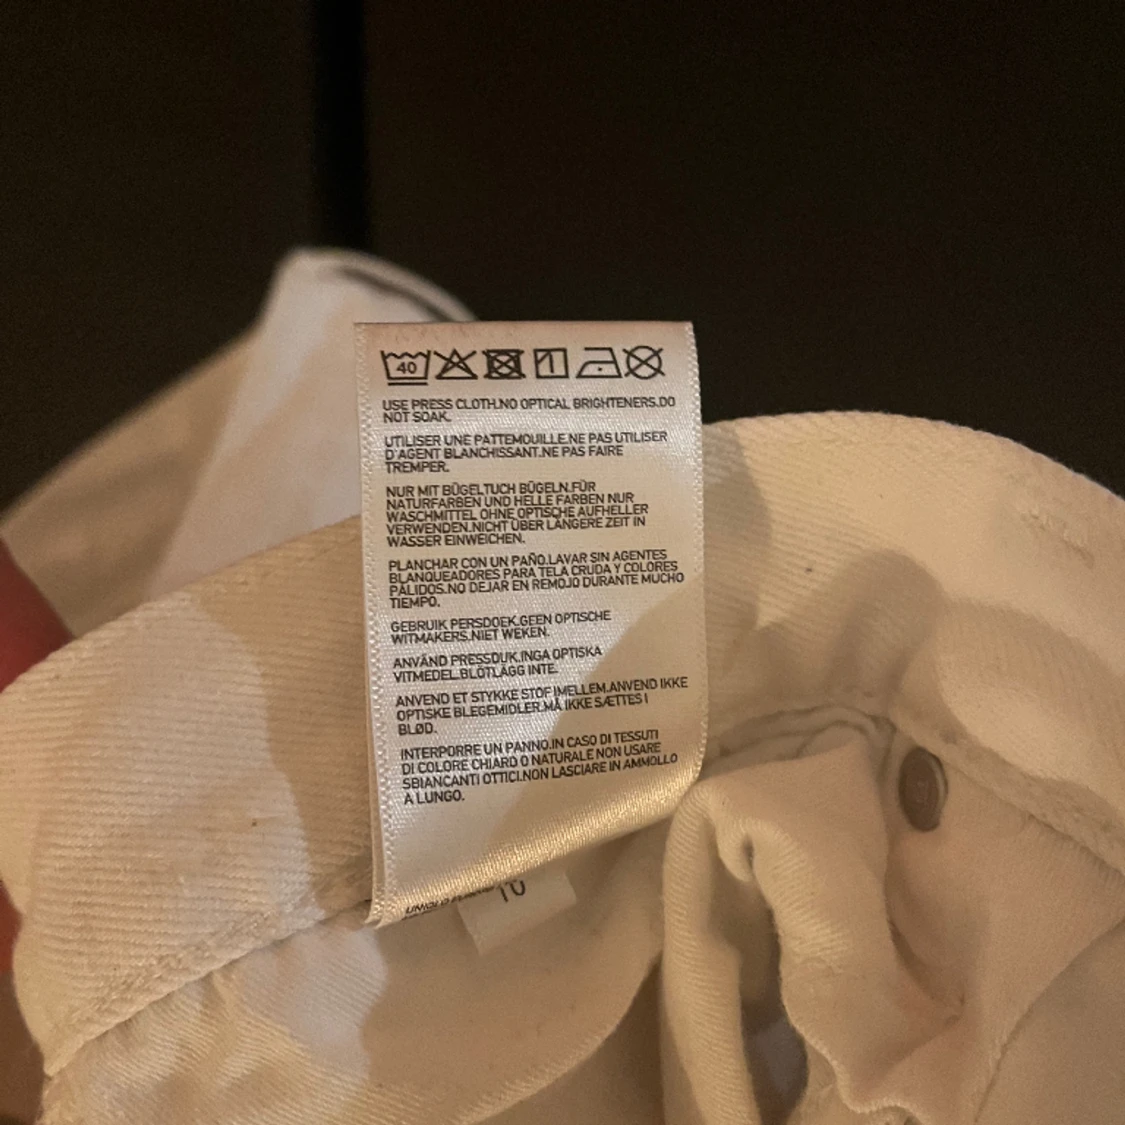 40
USE PRESS CLOTH.NO OPTICAL BRIGHTENERS.DO
NOT SOAK.
UTILISER UNE PATTEMOUILLE.NE PAS UTILISER
D'AGENT BLANCHISSANT.NE PAS FAIRE
TREMPER.
NUR MIT BÜGELTUCH BÜGELN.FÜR
NATURFARBEN UND HELLE FARBEN NUR
WASCHMITTEL OHNE OPTISCHE AUFHELLER
VERWENDEN.NICHT ÜBER LÄNGERE ZEIT IN
WASSER EINWEICHEN.
PLANCHAR CON UN PAÑO.LAVAR SIN AGENTES
BLANQUEADORES PARA TELA CRUDA Y COLORES
PÁLIDOS.NO DEJAR EN REMOJO DURANTE MUCHO
TIEMPO.
GEBRUIK PERSDOEK.GEEN OPTISCHE
WITMAKERS.NIET WEKEN.
ANVÄND PRESSDUK.INGA OPTISKA
VITMEDEL.BLÖTLÄGG INTE.
ANVEND ET STYKKE STOF IMELLEM.ANVEND IKKE
OPTISKE BLEGEMIDLER.MÅ IKKE SÆTTES I
BLØD.
INTERPORRE UN PANNO.IN CASO DI TESSUTI
DI COLORE CHIARO O NATURALE NON USARE
SBIANCANTI OTTICI.NON LASCIARE IN AMMOLLO
A LUNGO.
UNIQLO